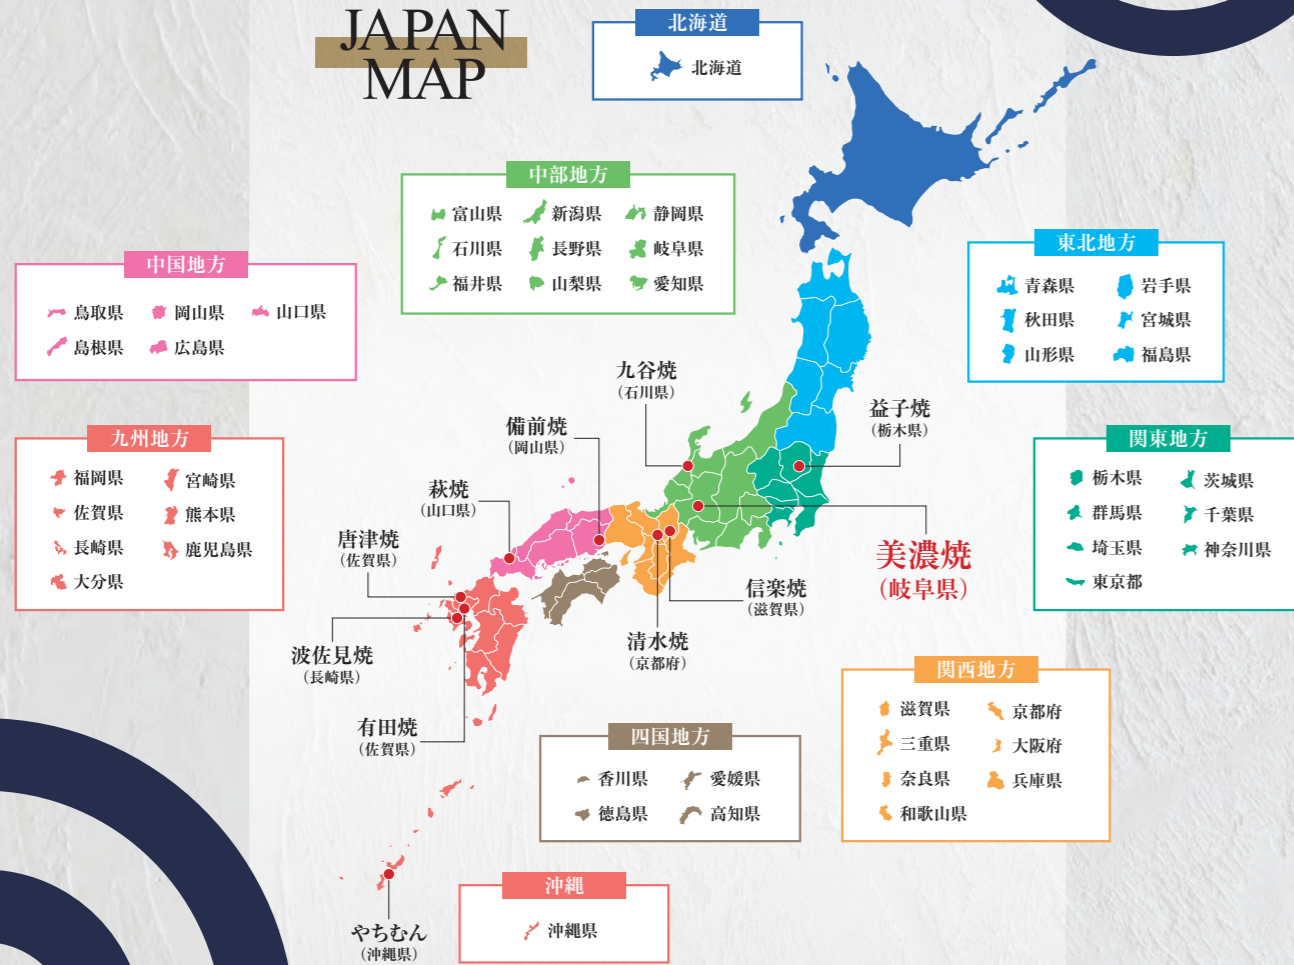 JAPAN
MAP
北海道
北海道
中部地方
富山県 新潟県 静岡県
石川県 長野県 岐阜県
福井県 山梨県 愛知県
東北地方
青森県 岩手県
秋田県 宮城県
山形県 福島県
中国地方
鳥取県 岡山県 山口県
島根県 広島県
九州地方
福岡県 宮崎県
佐賀県 熊本県
長崎県 鹿児島県
大分県
関東地方
栃木県 茨城県
群馬県 千葉県
埼玉県 神奈川県
東京都
九谷焼
（石川県）
益子焼
（栃木県）
備前焼
（岡山県）
萩焼
（山口県）
唐津焼
（佐賀県）
美濃焼
（岐阜県）
信楽焼
（滋賀県）
清水焼
（京都府）
波佐見焼
（長崎県）
有田焼
（佐賀県）
関西地方
滋賀県 京都府
三重県 大阪府
奈良県 兵庫県
和歌山県
四国地方
香川県 愛媛県
徳島県 高知県
沖縄
沖縄県
やちむん
（沖縄県）